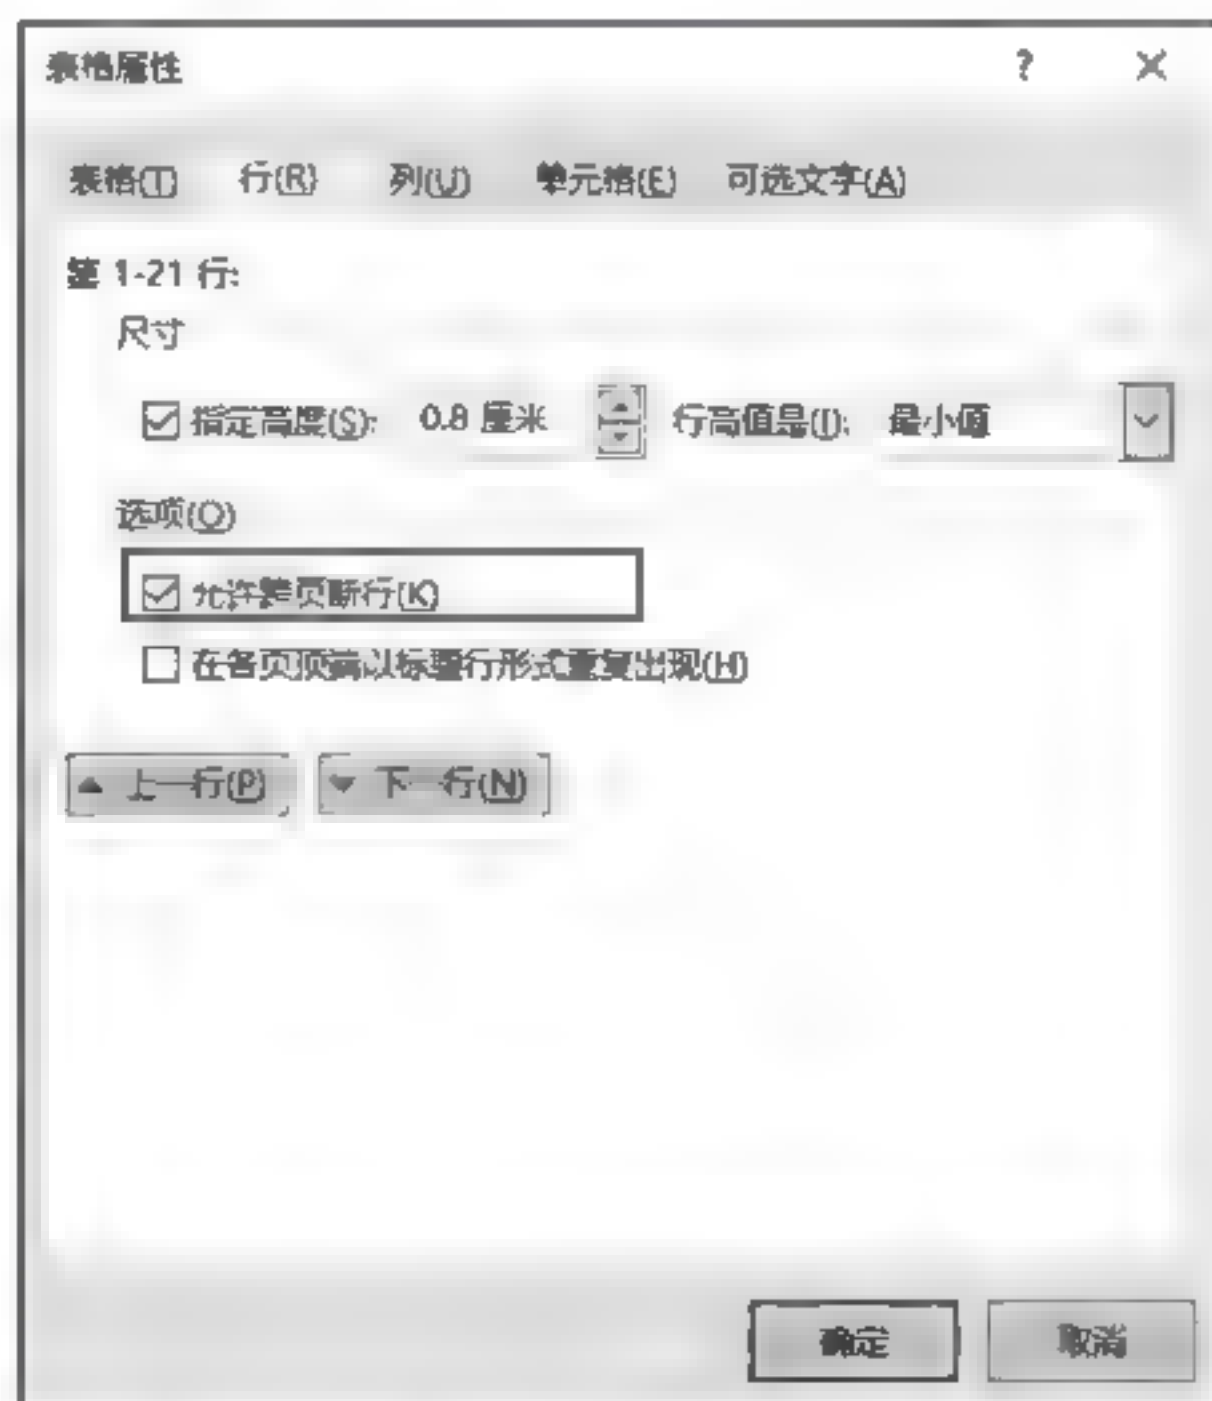 表格属性 ? ×
表格(T) 行(R) 列(U) 单元格(E) 可选文字(A)
第 1-21 行:
尺寸
指定高度(S): 0.8 厘米 行高值是(I): 最小值
选项(O)
允许跨页断行(K)
在各页顶端以标题行形式重复出现(H)
上一行(P) 下一行(N)
确定 取消